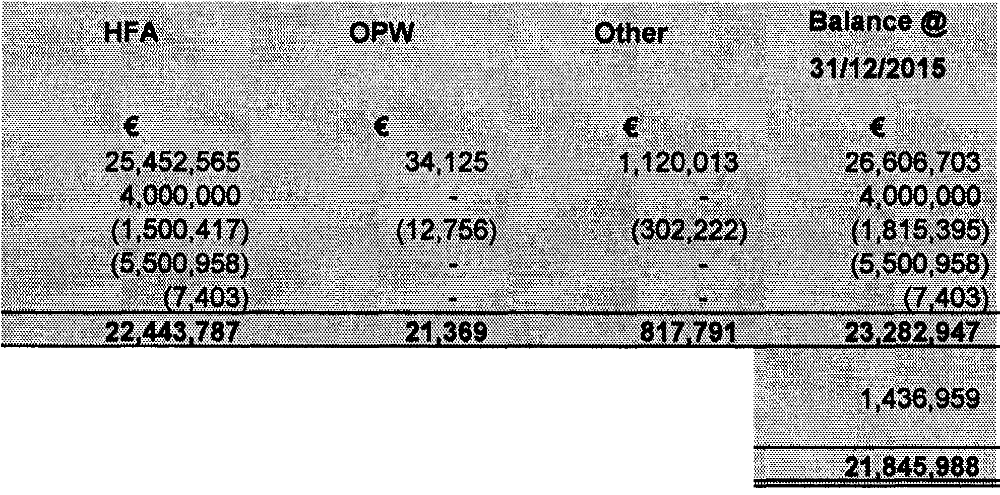 HFA OPW Other Balance @
31/12/2015
€ € € €
25,452,565 34,125 1,120,013 26,606,703
4,000,000 - - 4,000,000
(1,500,417) (12,756) (302,222) (1,815,395)
(5,500,958) - - (5,500,958)
(7,403) - - (7,403)
22,443,787 21,369 817,791 23,282,947
1,436,959
21,845,988